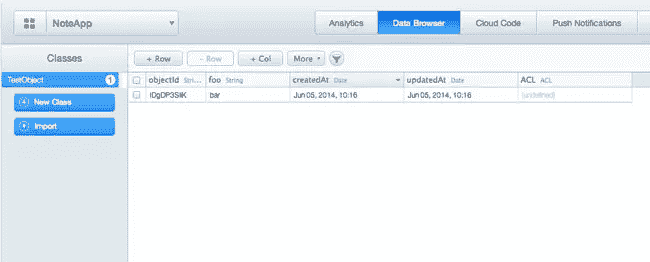 NoteApp Analytics Data Browser Cloud Code Push Notifications
Classes + Row - Row + Col More
objectId Stri... foo String createdAt Date updatedAt Date ACL ACL
TestObject 1
bar Jun 05, 2014, 10:16 Jun 05, 2014, 10:16 (undefined)
New Class
Import